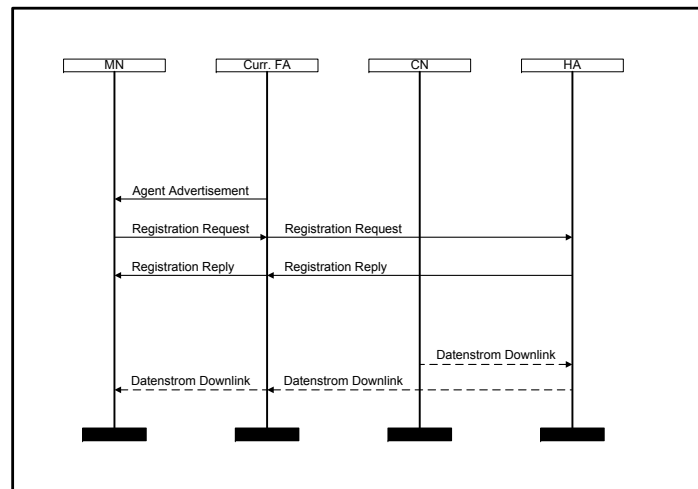 MN Curr. FA CN HA
Agent Advertisement
Registration Request Registration Request
Registration Reply Registration Reply
Datenstrom Downlink
Datenstrom Downlink Datenstrom Downlink